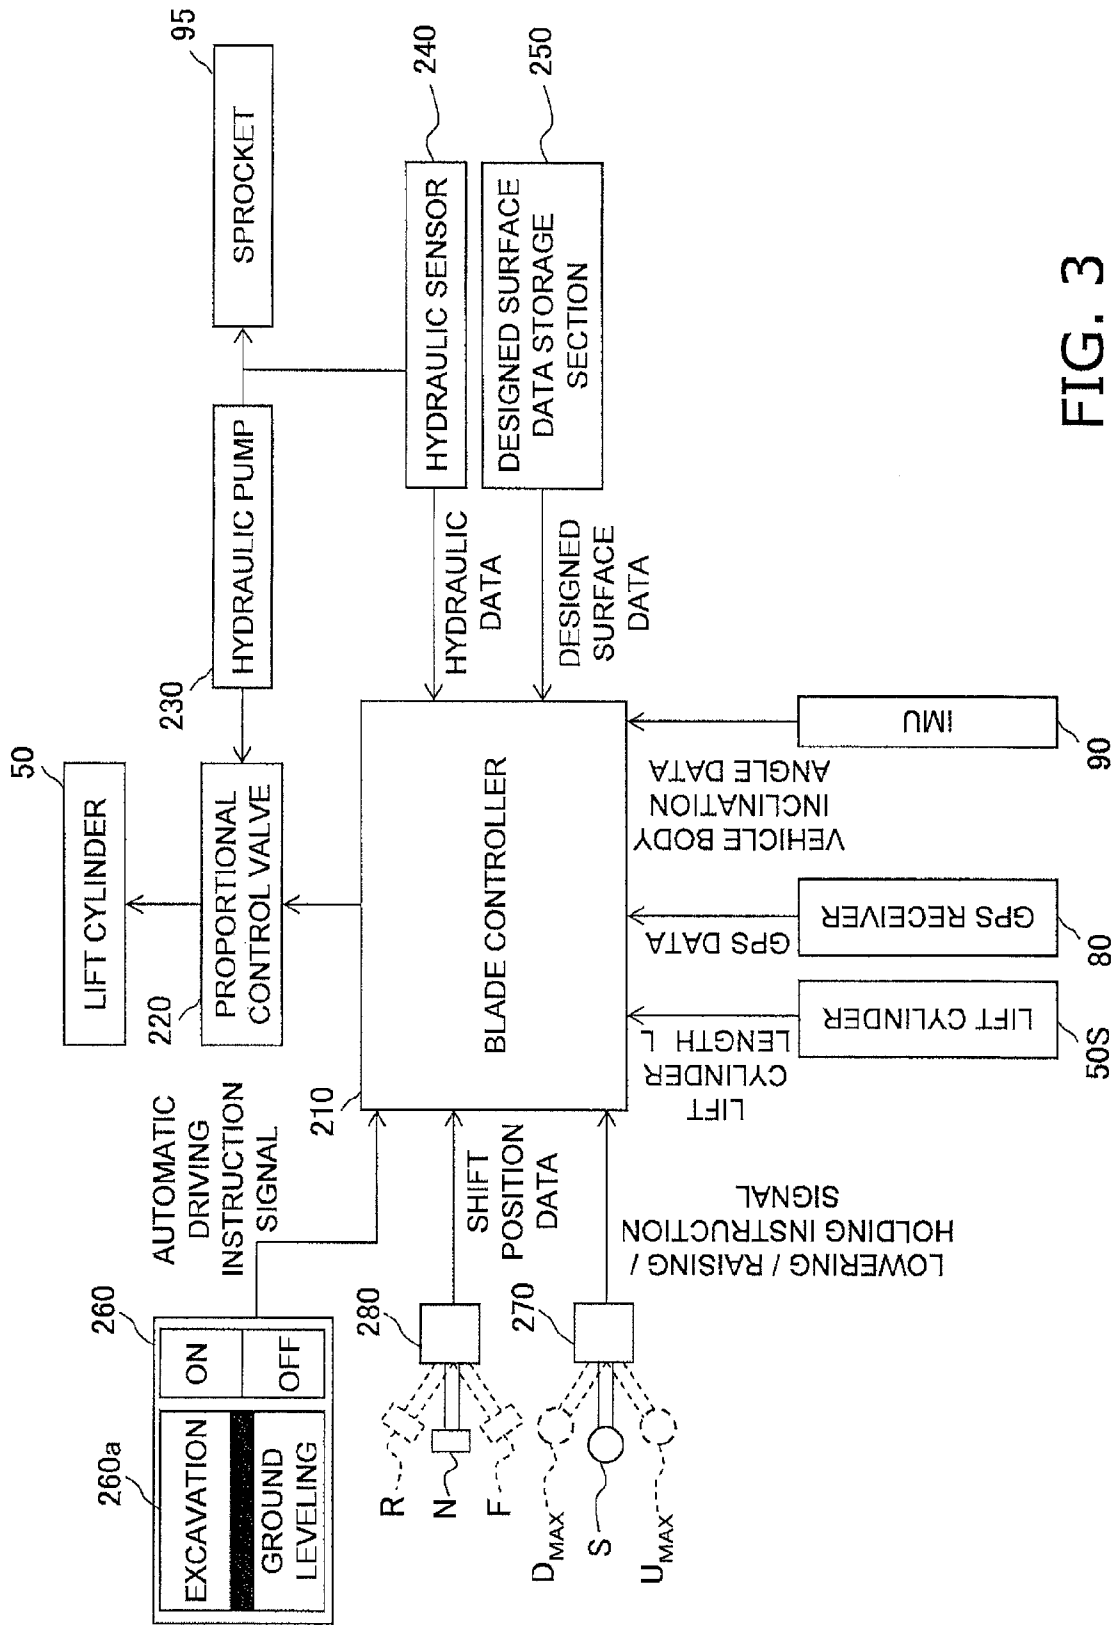 260a
260
EXCAVATION
GROUND
LEVELING
ON
OFF
AUTOMATIC
DRIVING
INSTRUCTION
SIGNAL
50
LIFT CYLINDER
220
PROPORTIONAL
CONTROL VALVE
230
HYDRAULIC PUMP
95
SPROCKET
240
HYDRAULIC SENSOR
HYDRAULIC
DATA
250
DESIGNED SURFACE
DATA STORAGE
SECTION
DESIGNED
SURFACE
DATA
210
BLADE CONTROLLER
280
R
N
F
SHIFT
POSITION
DATA
270
DMAX
S
UMAX
LOWERING / RAISING /
HOLDING INSTRUCTION
SIGNAL
LIFT
CYLINDER
LENGTH L
LIFT CYLINDER
50S
GPS DATA
GPS RECEIVER
80
VEHICLE BODY
INCLINATION
ANGLE DATA
IMU
90
FIG. 3